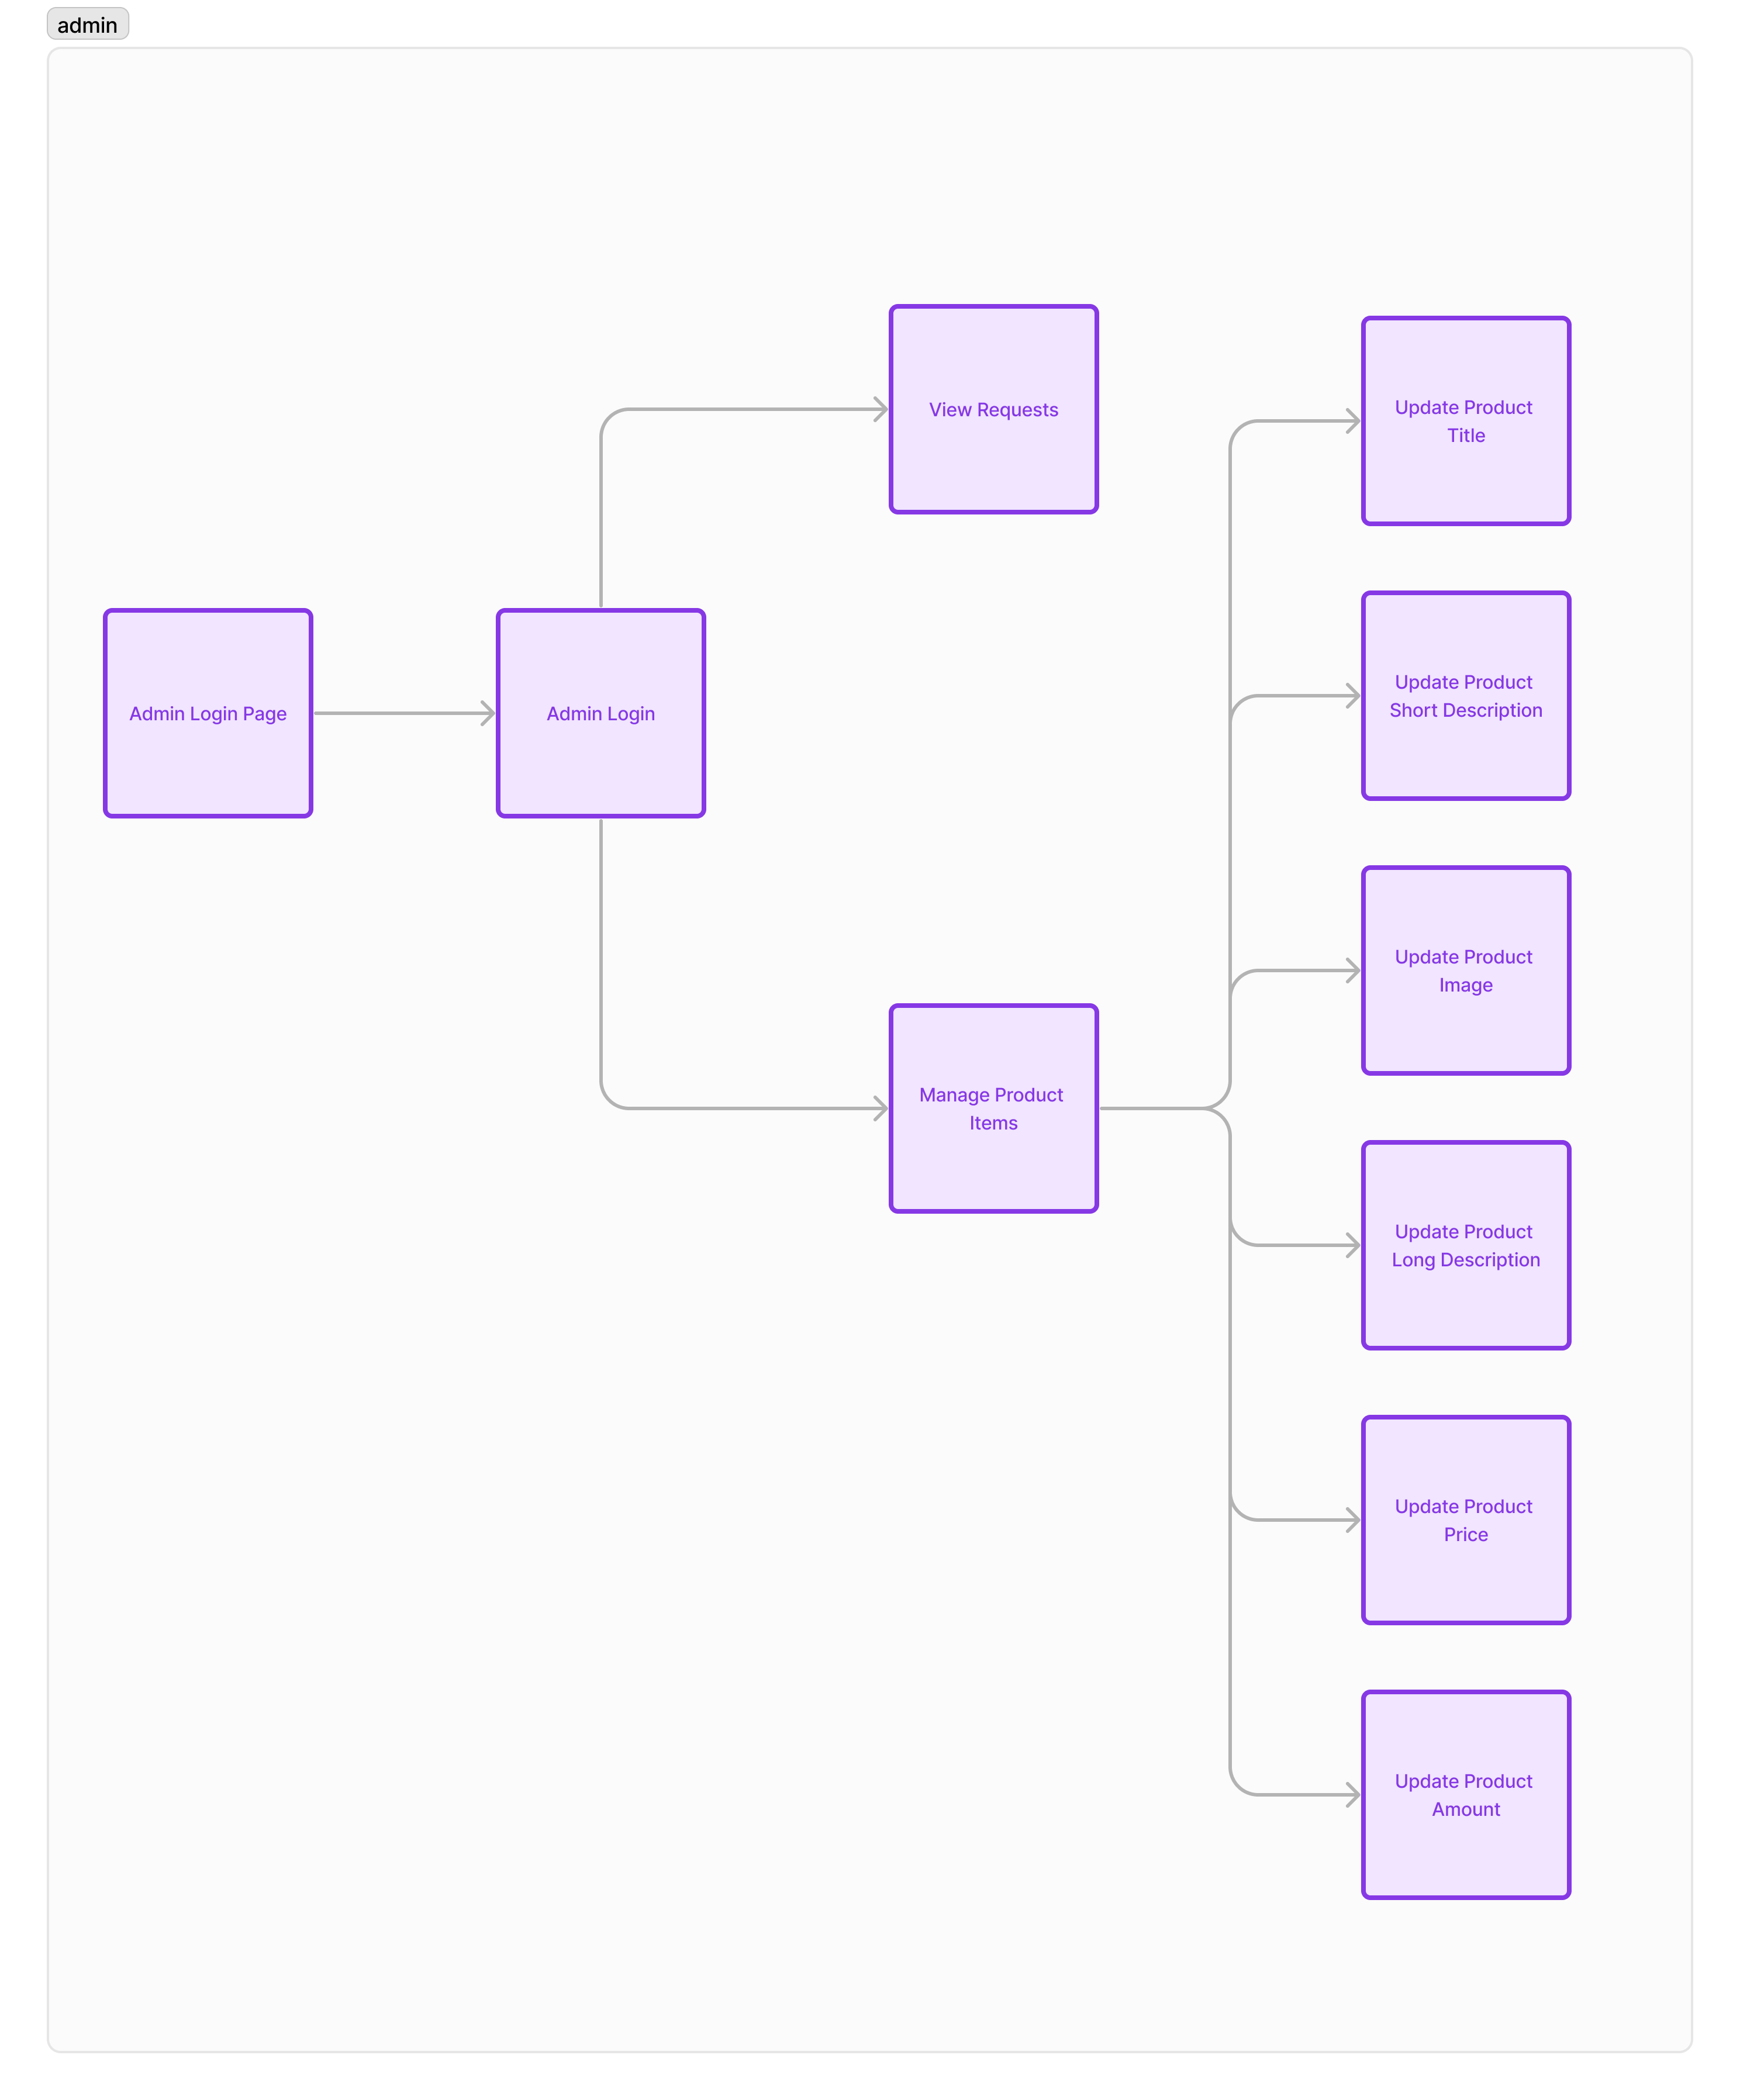 admin
Admin Login Page
Admin Login
View Requests
Manage Product
Items
Update Product
Title
Update Product
Short Description
Update Product
Image
Update Product
Long Description
Update Product
Price
Update Product
Amount